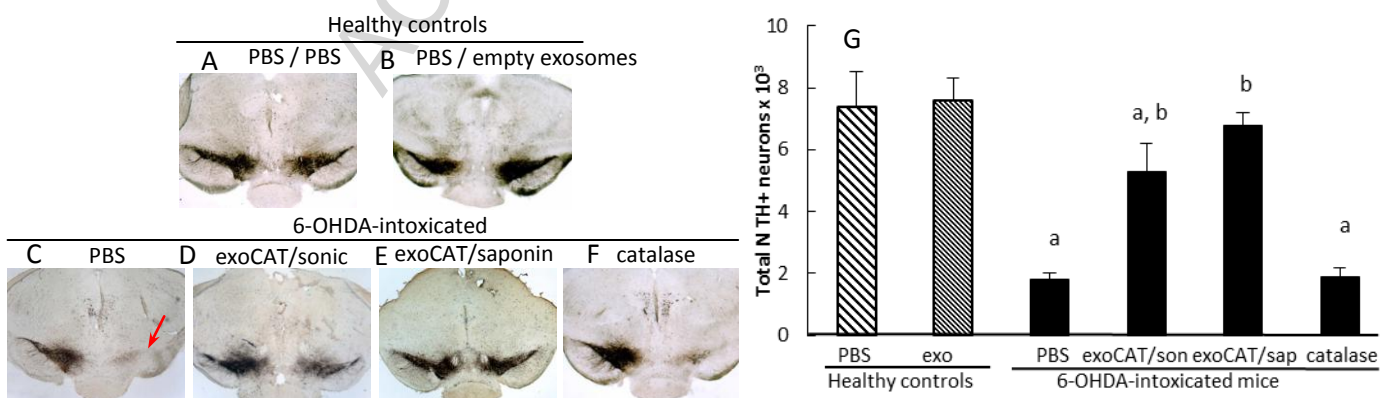 Healthy controls
A PBS / PBS B PBS / empty exosomes
6-OHDA-intoxicated
C PBS D exoCAT/sonic E exoCAT/saponin F catalase
G
Total N TH+ neurons x 10³
10
8
6
4
2
0
a
a, b
b
a
PBS exo PBS exoCAT/son exoCAT/sap catalase
Healthy controls 6-OHDA-intoxicated mice